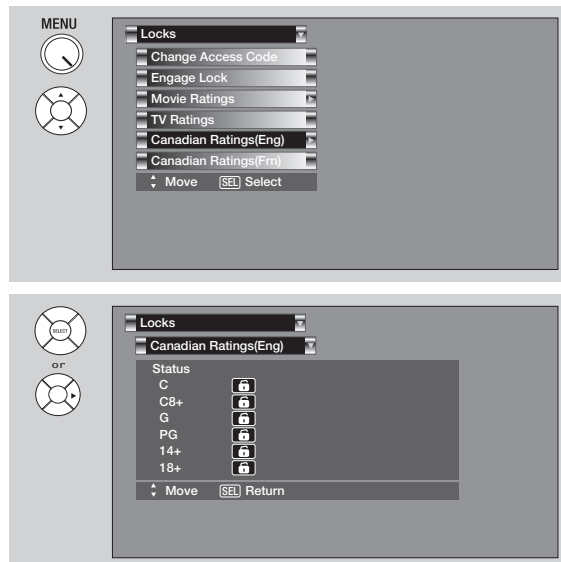 MENU
Locks
Change Access Code
Engage Lock
Movie Ratings
TV Ratings
Canadian Ratings(Eng)
Canadian Ratings(Frn)
Move SEL Select
SELECT
or
Locks
Canadian Ratings(Eng)
Status
C
C8+
G
PG
14+
18+
Move SEL Return